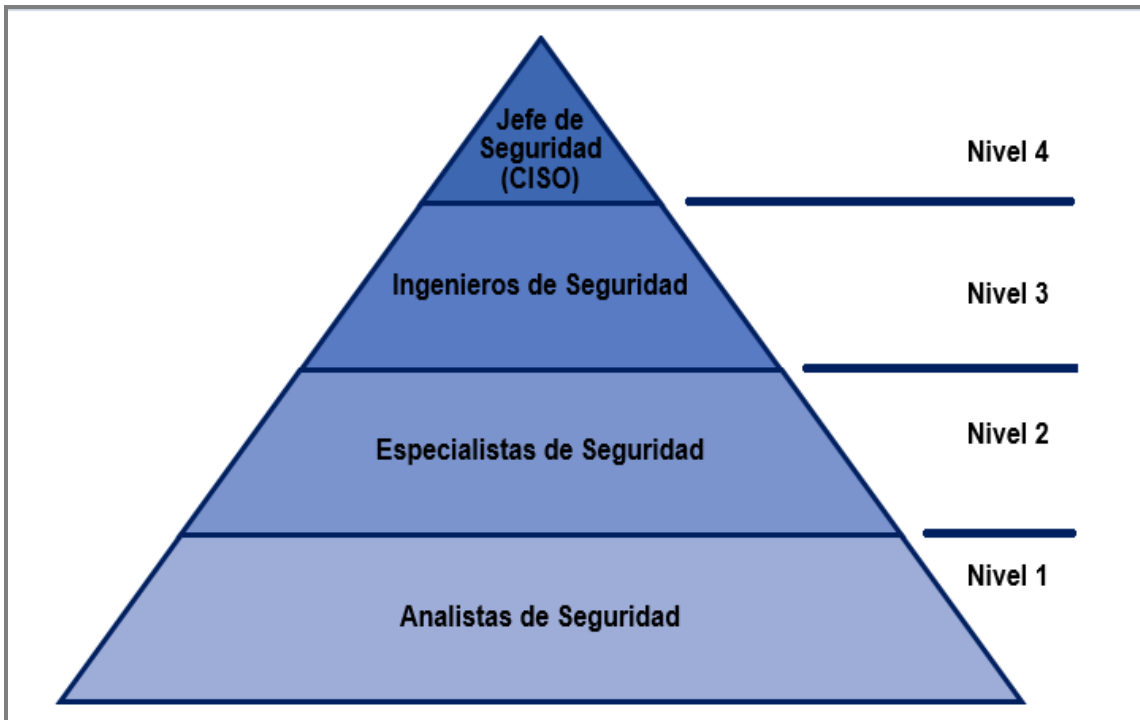 Jefe de
Seguridad
(CISO)
Nivel 4
Ingenieros de Seguridad
Nivel 3
Especialistas de Seguridad
Nivel 2
Analistas de Seguridad
Nivel 1